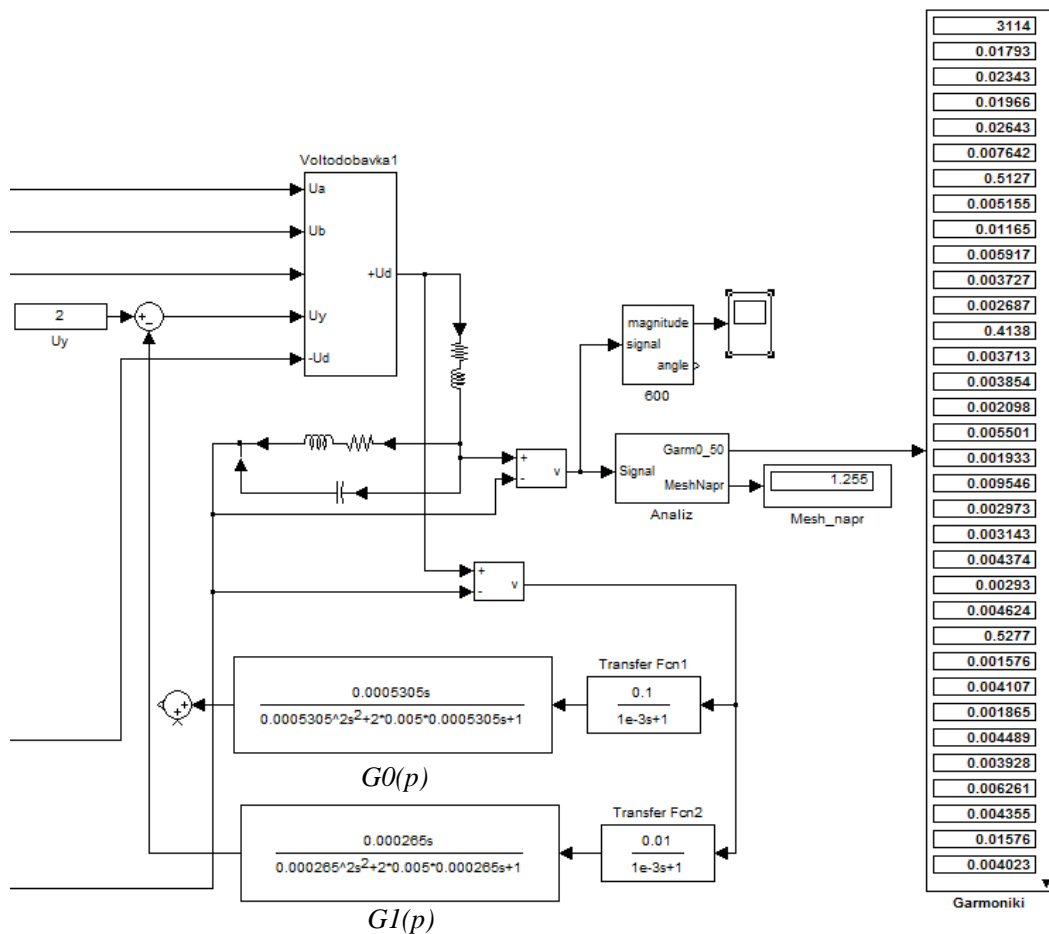 Voltodobavka1
Ua
Ub
+Ud
Uy
-Ud
2
Uy
+
-
magnitude
signal
angle
600
+
-
v
Signal
Garm0_50
MeshNapr
Analiz
1.255
Mesh_napr
+
-
v
+
+
0.0005305s
0.0005305^2s²+2*0.005*0.0005305s+1
G0(p)
Transfer Fcn1
0.1
1e-3s+1
0.000265s
0.000265^2s²+2*0.005*0.000265s+1
G1(p)
Transfer Fcn2
0.01
1e-3s+1
3114
0.01793
0.02343
0.01966
0.02643
0.007642
0.5127
0.005155
0.01165
0.005917
0.003727
0.002687
0.4138
0.003713
0.003854
0.002098
0.005501
0.001933
0.009546
0.002973
0.003143
0.004374
0.00293
0.004624
0.5277
0.001576
0.004107
0.001865
0.004489
0.003928
0.006261
0.004355
0.01576
0.004023
Garmoniki